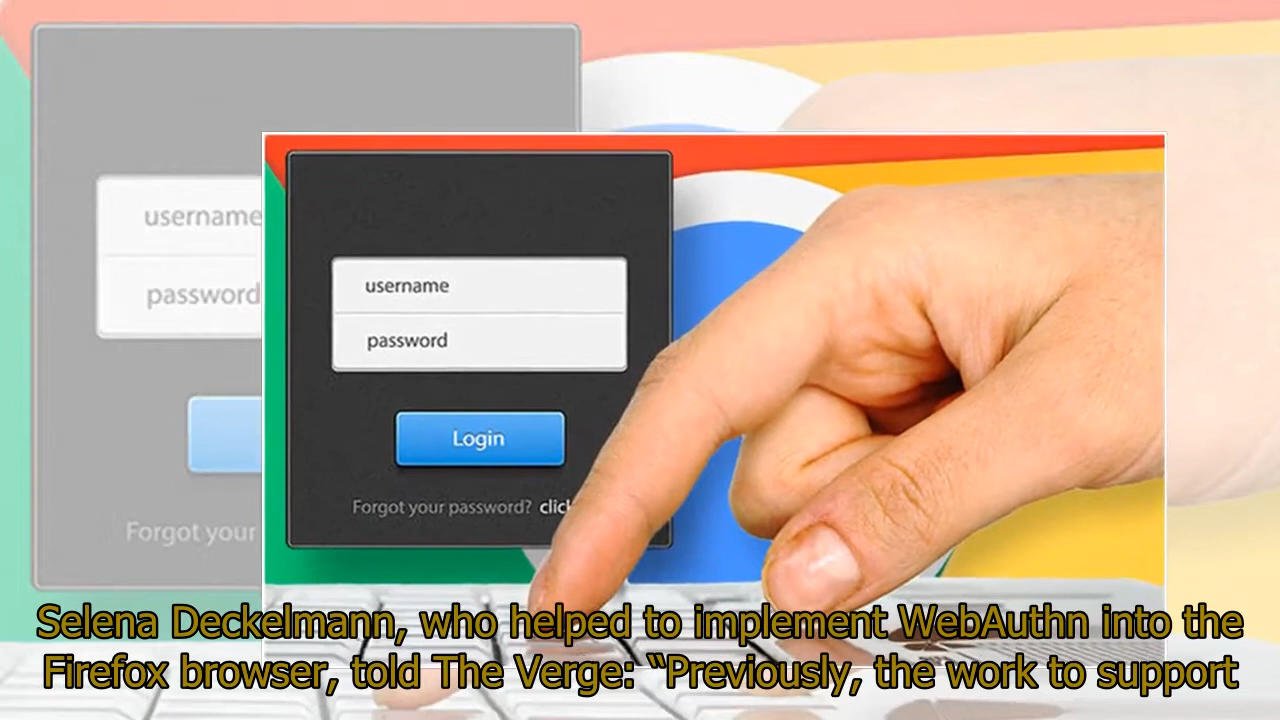 username
password
Forgot your
username
password
Login
Forgot your password? click
Selena Deckelmann, who helped to implement WebAuthn into the
Firefox browser, told The Verge: “Previously, the work to support